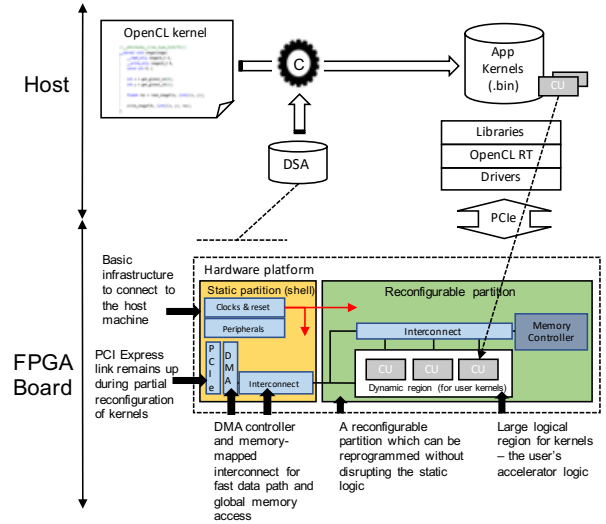 OpenCL kernel
C
App
Kernels
(.bin)
CU
Host
DSA
Libraries
OpenCL RT
Drivers
PCIe
Hardware platform
Basic
infrastructure
to connect to
the host
machine
Static partition (shell)
Clocks & reset
Peripherals
Reconfigurable partition
Interconnect
Memory
Controller
FPGA
Board
PCI Express
link remains up
during partial
reconfiguration
of kernels
PCIe
DMA
Interconnect
CU
CU
CU
Dynamic region (for user kernels)
DMA controller
and memory-
mapped
interconnect for
fast data path and
global memory
access
A reconfigurable
partition which can be
reprogrammed without
disrupting the static
logic
Large logical
region for kernels
– the user's
accelerator logic